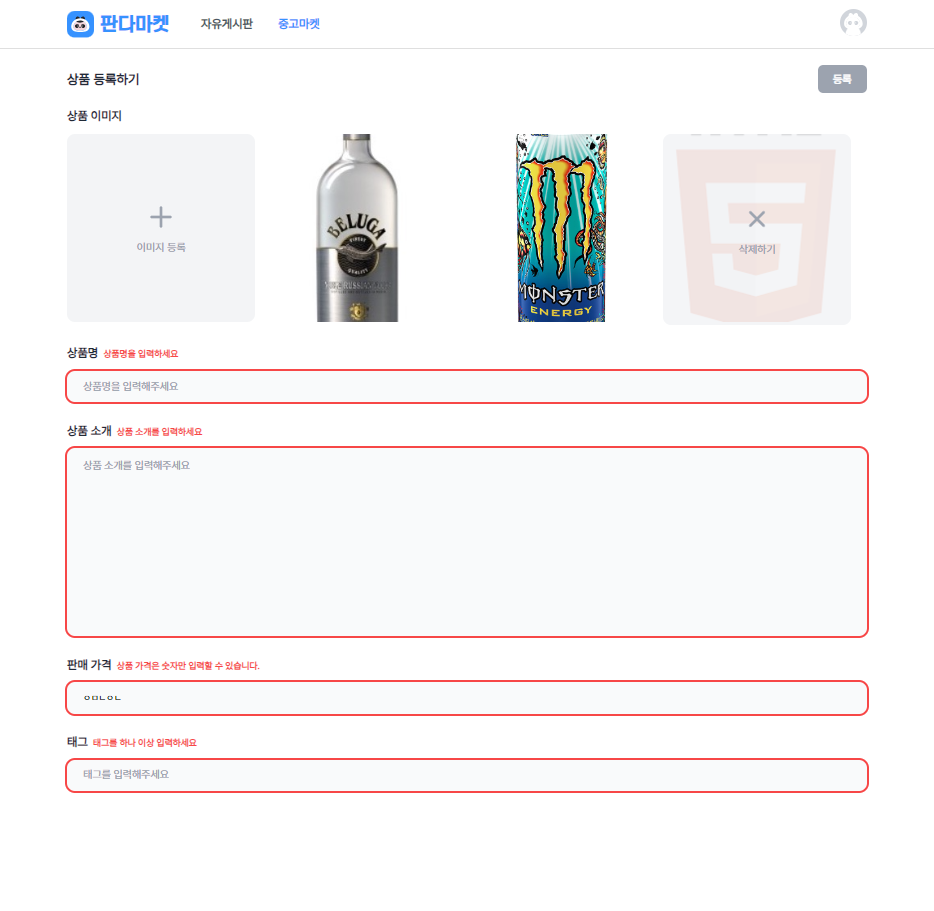 판다마켓 자유게시판 중고마켓
상품 등록하기 등록
상품 이미지
이미지 등록
BELUGA
MONSTER
ENERGY
삭제하기
상품명 상품명을 입력하세요
상품명을 입력해주세요
상품 소개 상품 소개를 입력하세요
상품 소개를 입력해주세요
판매 가격 상품 가격은 숫자만 입력할 수 있습니다.
ㅇㅁㄴㅇㄴ
태그 태그를 하나 이상 입력하세요
태그를 입력해주세요